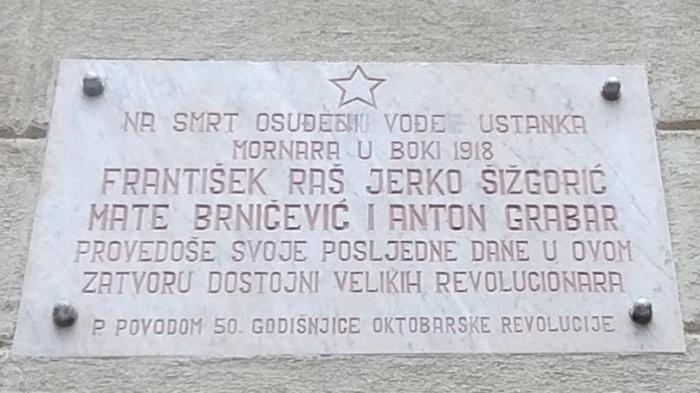 NA SMRT OSUĐENI VOĐE USTANKA
MORNARA U BOKI 1918
FRANTIŠEK RAŠ JERKO ŠIŽGORIĆ
MATE BRNIČEVIĆ I ANTON GRABAR
PROVEDOŠE SVOJE POSLJEDNE DANE U OVOM
ZATVORU DOSTOJNI VELIKIH REVOLUCIONARA
P POVODOM 50. GODIŠNJICE OKTOBARSKE REVOLUCIJE